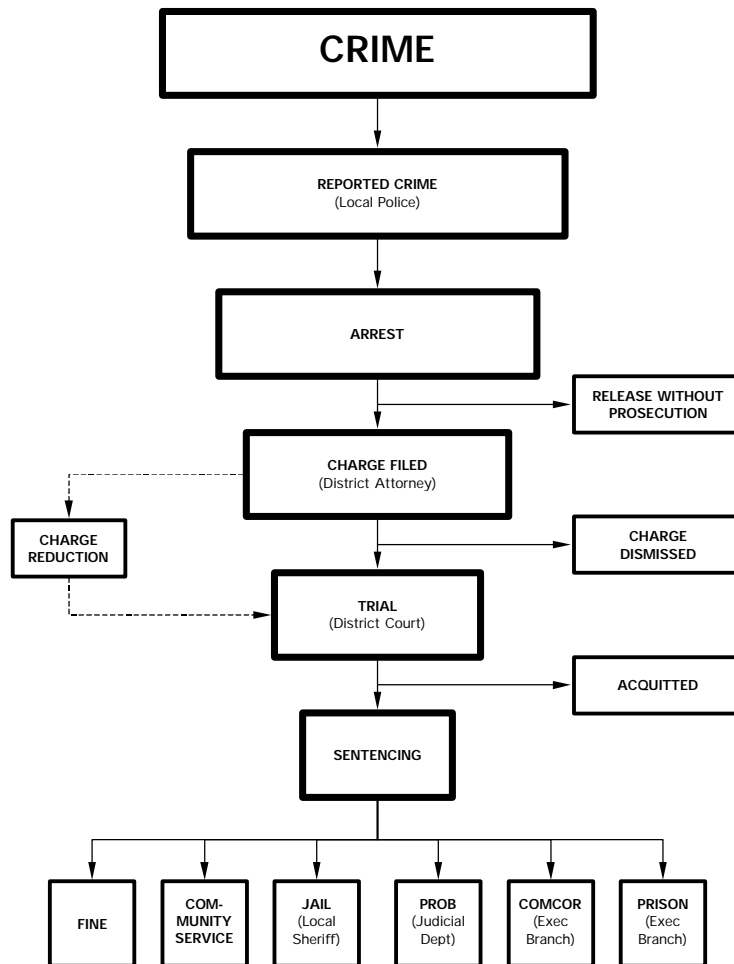 CRIME
REPORTED CRIME
(Local Police)
ARREST
RELEASE WITHOUT
PROSECUTION
CHARGE FILED
(District Attorney)
CHARGE
REDUCTION
CHARGE
DISMISSED
TRIAL
(District Court)
ACQUITTED
SENTENCING
FINE
COM-
MUNITY
SERVICE
JAIL
(Local
Sheriff)
PROB
(Judicial
Dept)
COMCOR
(Exec
Branch)
PRISON
(Exec
Branch)